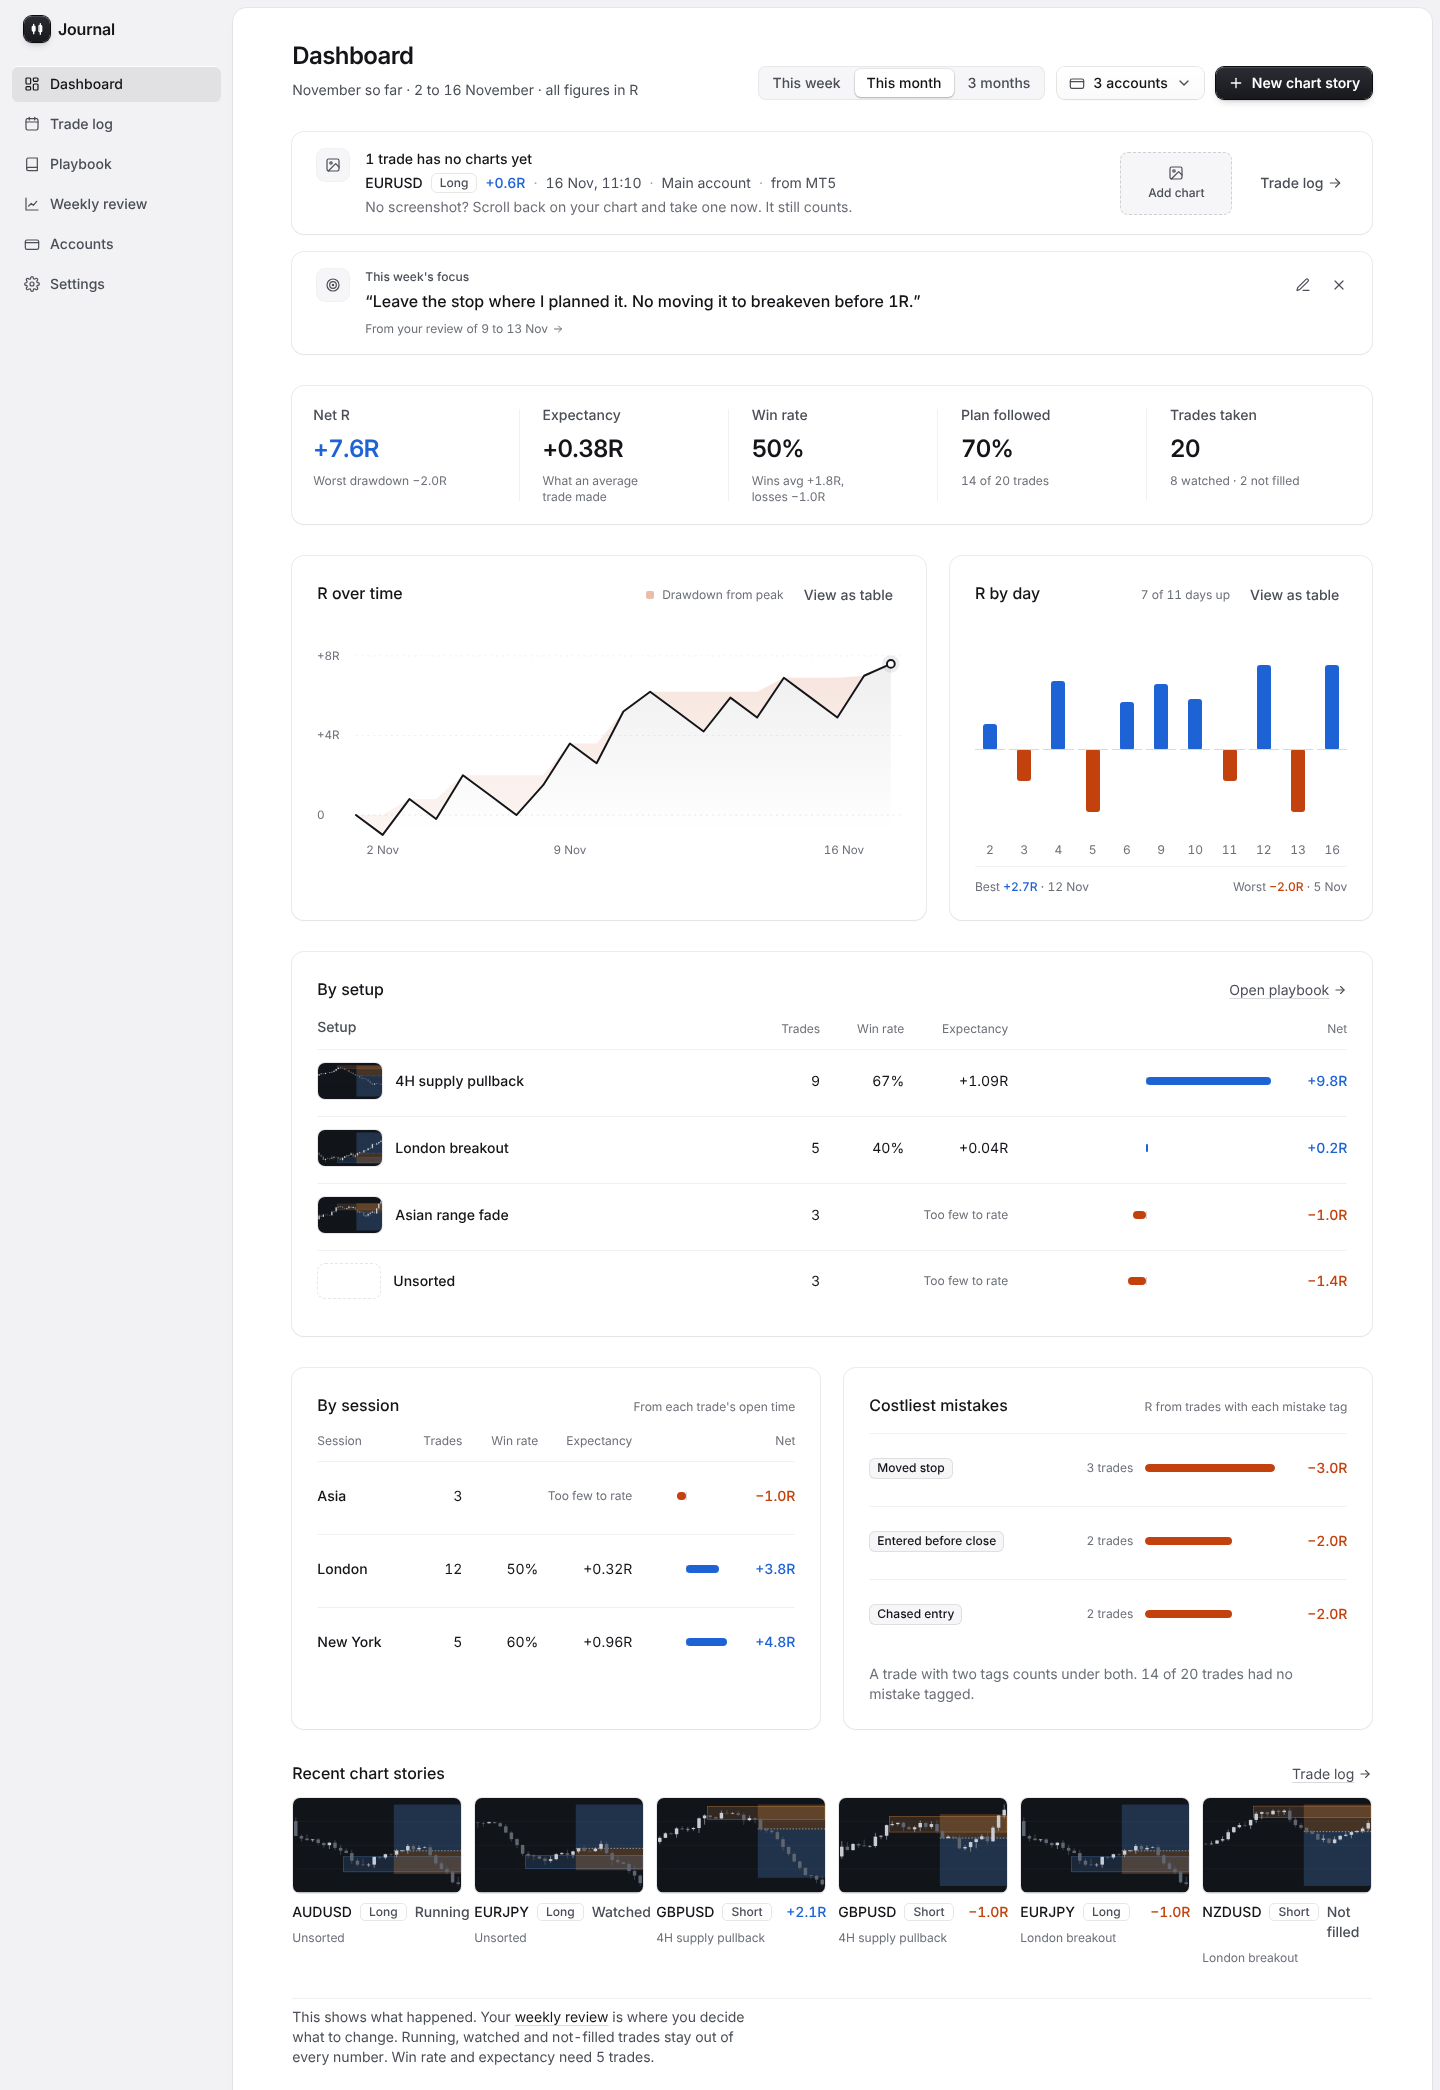 Journal
Dashboard
Trade log
Playbook
Weekly review
Accounts
Settings
Dashboard
November so far · 2 to 16 November · all figures in R
This week
This month
3 months
3 accounts
New chart story
1 trade has no charts yet
EURUSD Long +0.6R · 16 Nov, 11:10 · Main account · from MT5
No screenshot? Scroll back on your chart and take one now. It still counts.
Add chart
Trade log →
This week's focus
“Leave the stop where I planned it. No moving it to breakeven before 1R.”
From your review of 9 to 13 Nov →
Net R
+7.6R
Worst drawdown −2.0R
Expectancy
+0.38R
What an average
trade made
Win rate
50%
Wins avg +1.8R,
losses −1.0R
Plan followed
70%
14 of 20 trades
Trades taken
20
8 watched · 2 not filled
R over time
Drawdown from peak
View as table
+8R
+4R
0
2 Nov 9 Nov 16 Nov
R by day
7 of 11 days up
View as table
2 3 4 5 6 9 10 11 12 13 16
Best +2.7R · 12 Nov
Worst −2.0R · 5 Nov
By setup
Open playbook →
Setup Trades Win rate Expectancy Net
4H supply pullback 9 67% +1.09R +9.8R
London breakout 5 40% +0.04R +0.2R
Asian range fade 3 Too few to rate −1.0R
Unsorted 3 Too few to rate −1.4R
By session
From each trade's open time
Session Trades Win rate Expectancy Net
Asia 3 Too few to rate −1.0R
London 12 50% +0.32R +3.8R
New York 5 60% +0.96R +4.8R
Costliest mistakes
R from trades with each mistake tag
Moved stop 3 trades −3.0R
Entered before close 2 trades −2.0R
Chased entry 2 trades −2.0R
A trade with two tags counts under both. 14 of 20 trades had no
mistake tagged.
Recent chart stories
Trade log →
AUDUSD Long Running
Unsorted
EURJPY Long Watched
Unsorted
GBPUSD Short +2.1R
4H supply pullback
GBPUSD Short −1.0R
4H supply pullback
EURJPY Long −1.0R
London breakout
NZDUSD Short Not
filled
London breakout
This shows what happened. Your weekly review is where you decide
what to change. Running, watched and not-filled trades stay out of
every number. Win rate and expectancy need 5 trades.